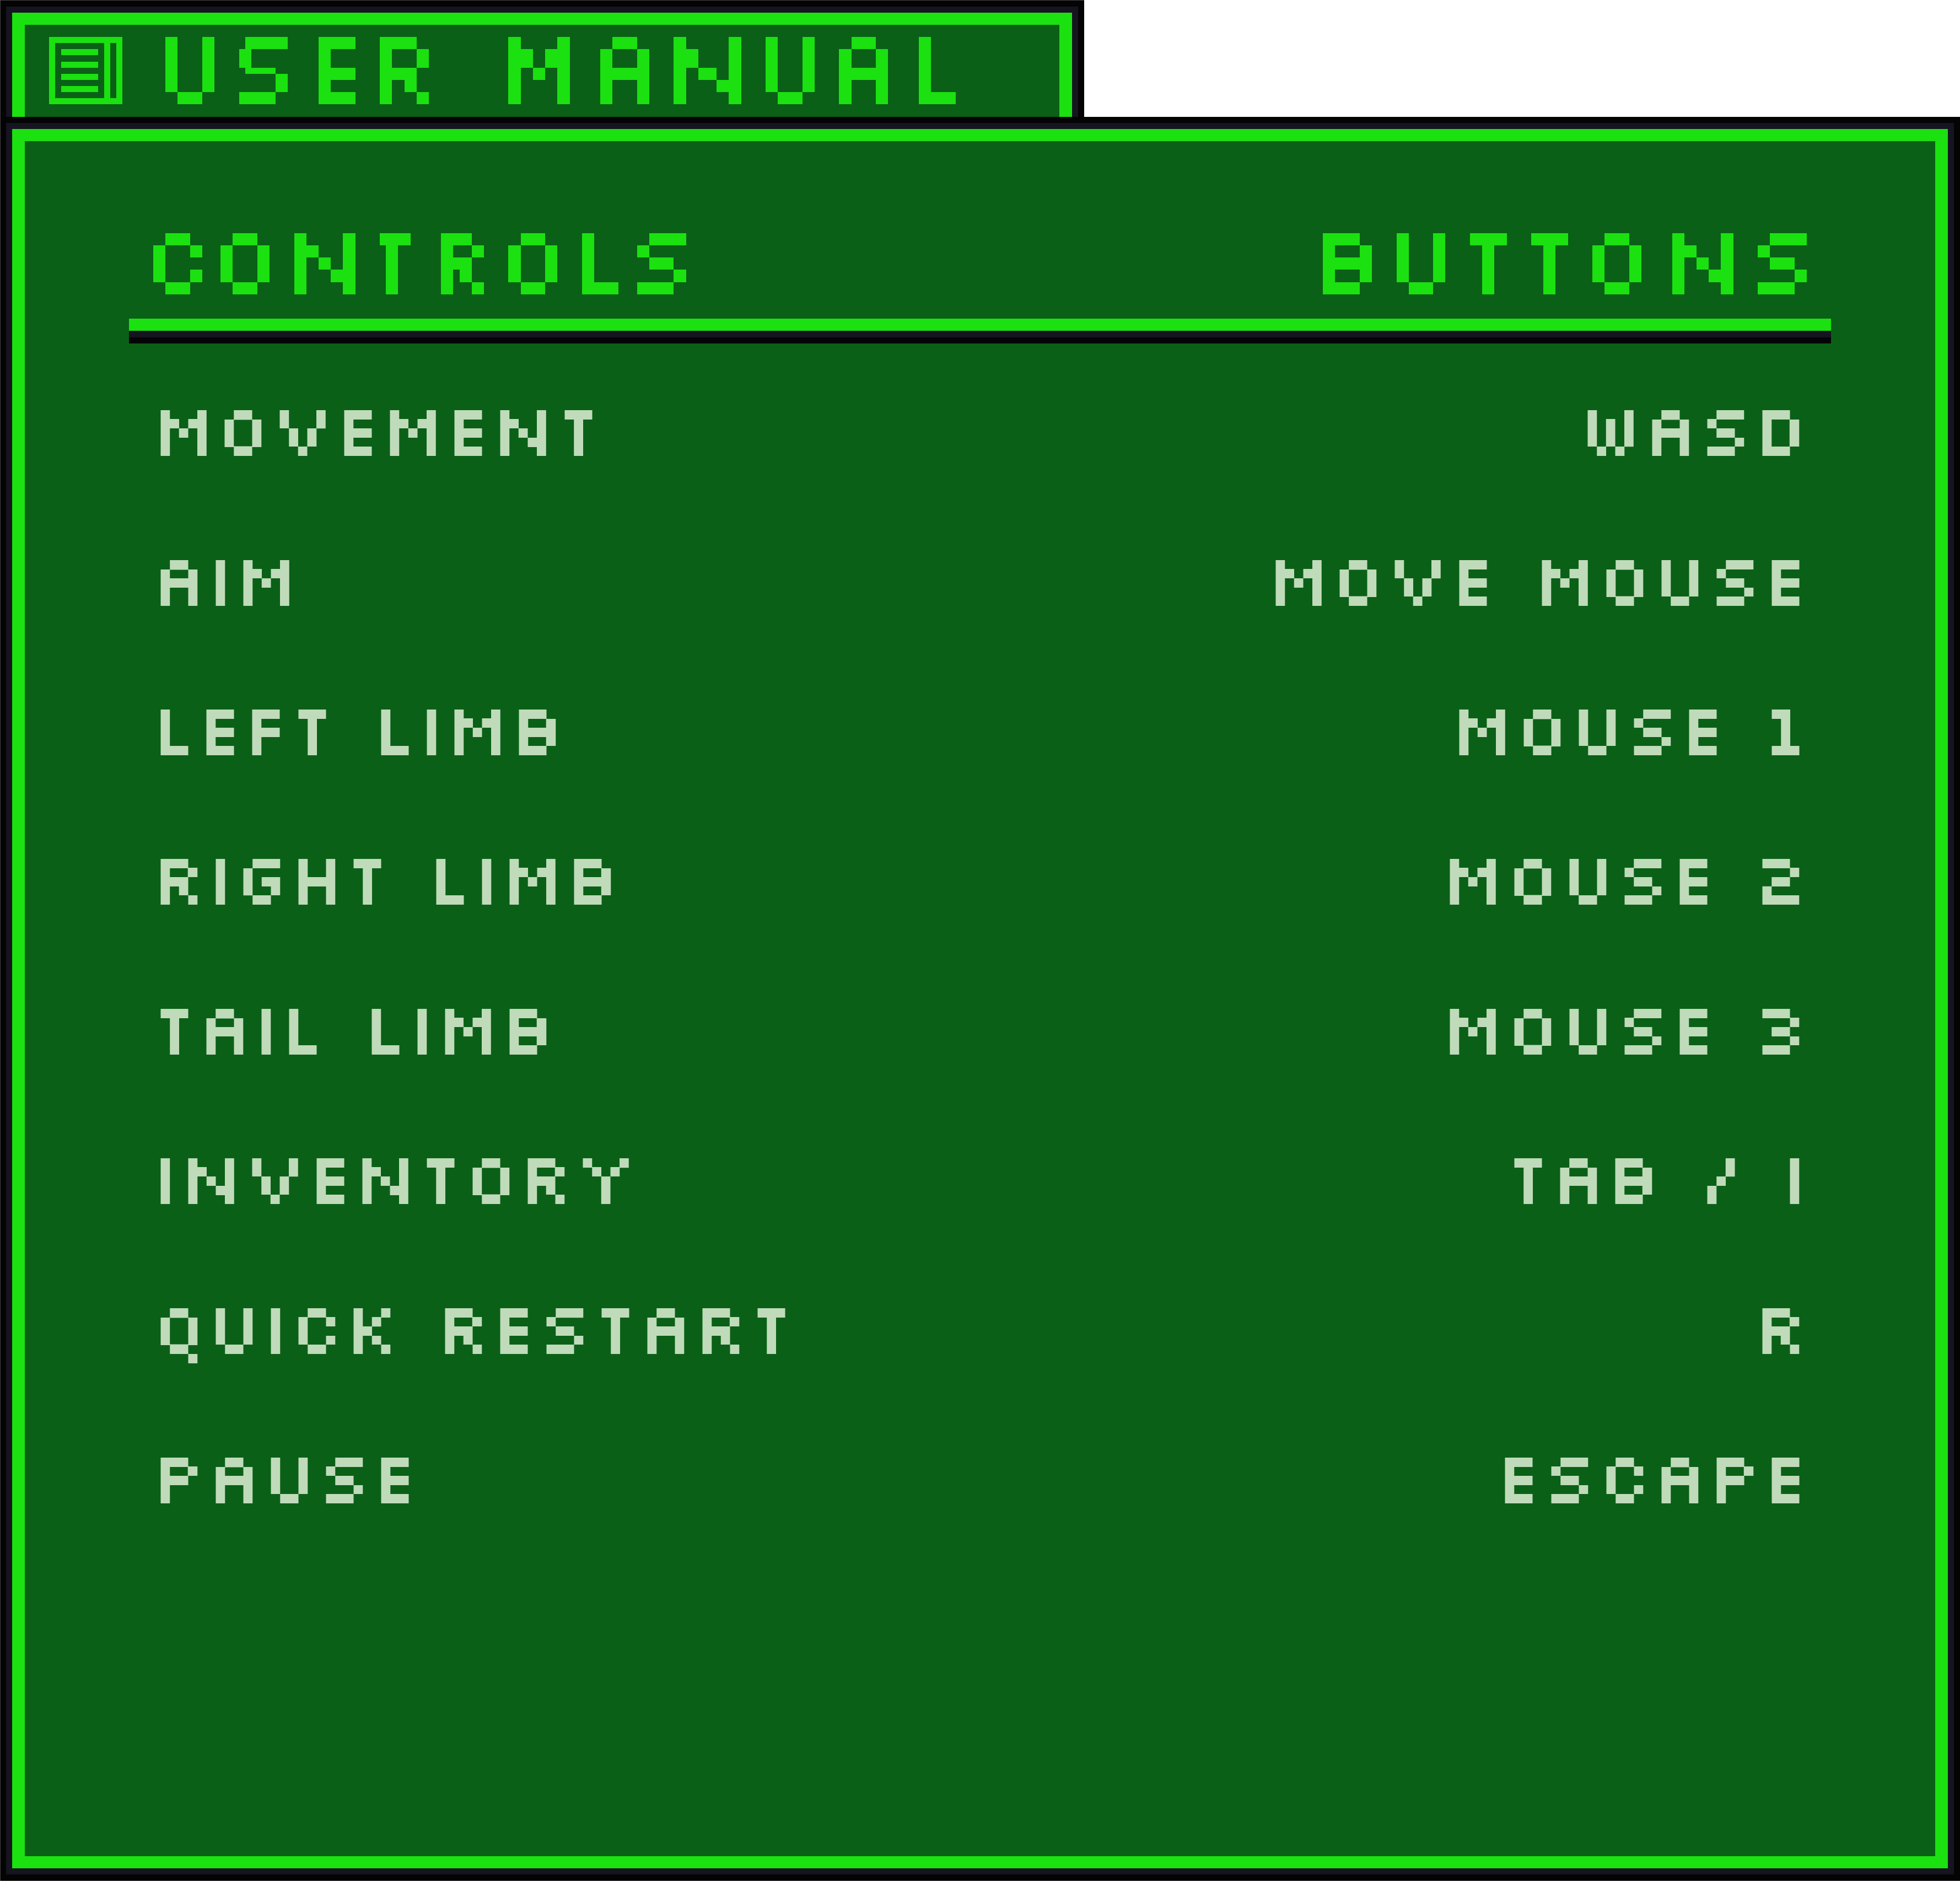 USER MANUAL
CONTROLS BUTTONS
MOVEMENT WASD
AIM MOVE MOUSE
LEFT LIMB MOUSE 1
RIGHT LIMB MOUSE 2
TAIL LIMB MOUSE 3
INVENTORY TAB / I
QUICK RESTART R
PAUSE ESCAPE